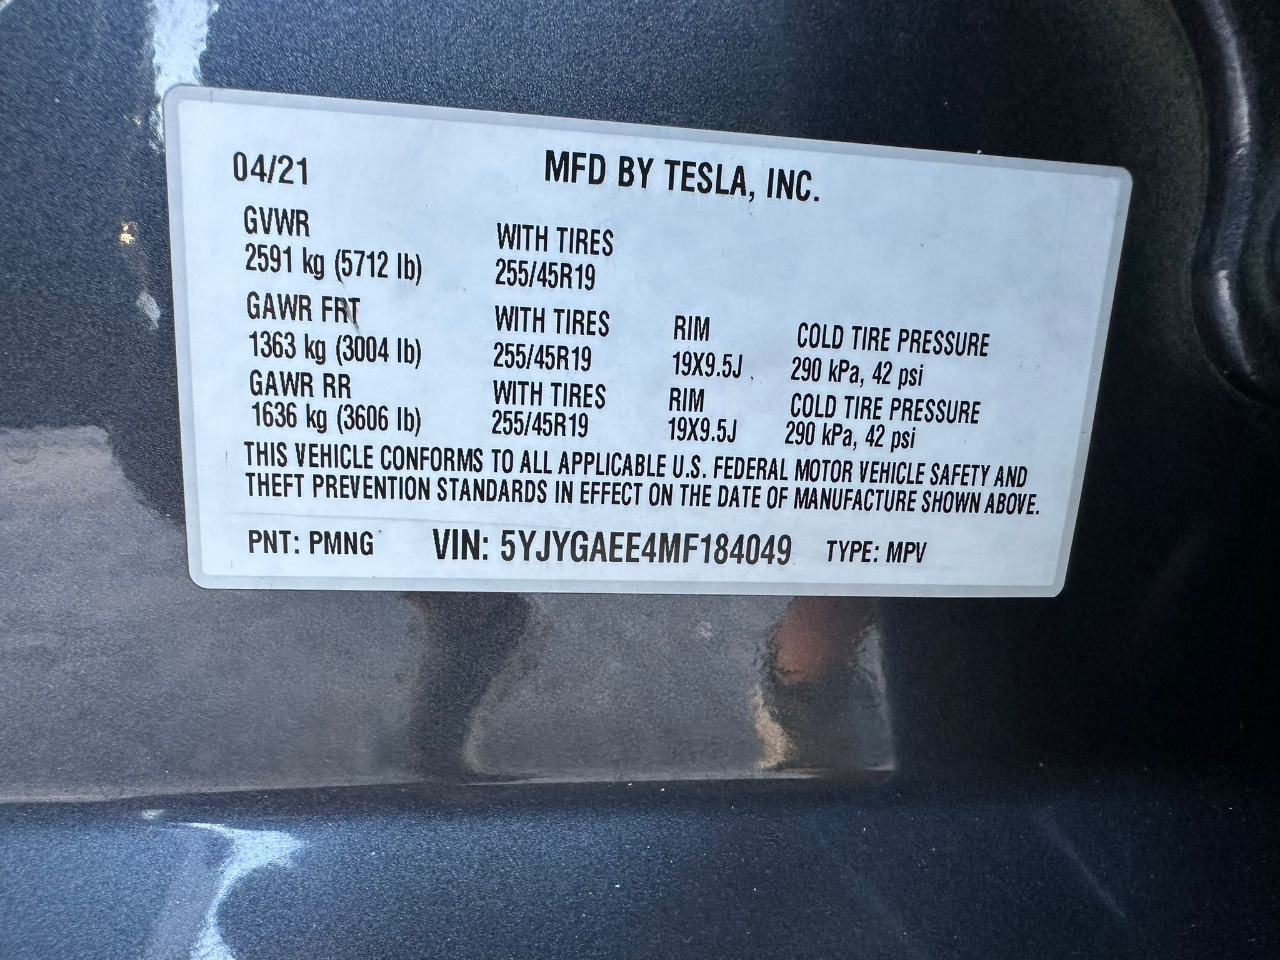 04/21 MFD BY TESLA, INC.
GVWR WITH TIRES
2591 kg (5712 lb) 255/45R19
GAWR FRT WITH TIRES RIM COLD TIRE PRESSURE
1363 kg (3004 lb) 255/45R19 19X9.5J 290 kPa, 42 psi
GAWR RR WITH TIRES RIM COLD TIRE PRESSURE
1636 kg (3606 lb) 255/45R19 19X9.5J 290 kPa, 42 psi
THIS VEHICLE CONFORMS TO ALL APPLICABLE U.S. FEDERAL MOTOR VEHICLE SAFETY AND
THEFT PREVENTION STANDARDS IN EFFECT ON THE DATE OF MANUFACTURE SHOWN ABOVE.
PNT: PMNG VIN: 5YJYGAEE4MF184049 TYPE: MPV